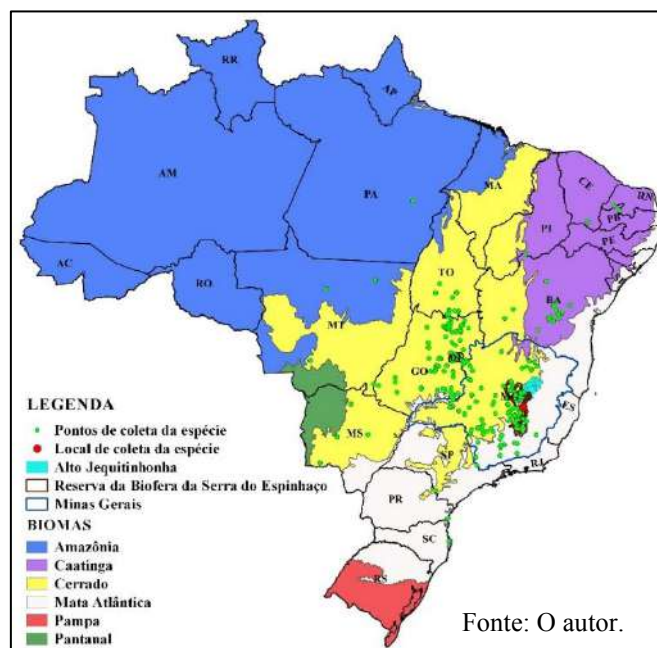 RR
AP
AM
PA
MA
CE
RN
PB
PE
PI
AC
RO
TO
BA
MT
GO
DF
MG
ES
MS
SP
RJ
PR
SC
RS
LEGENDA
Pontos de coleta da espécie
Local de coleta da espécie
Alto Jequitinhonha
Reserva da Biofera da Serra do Espinhaço
Minas Gerais
BIOMAS
Amazônia
Caatinga
Cerrado
Mata Atlântica
Pampa
Pantanal
Fonte: O autor.